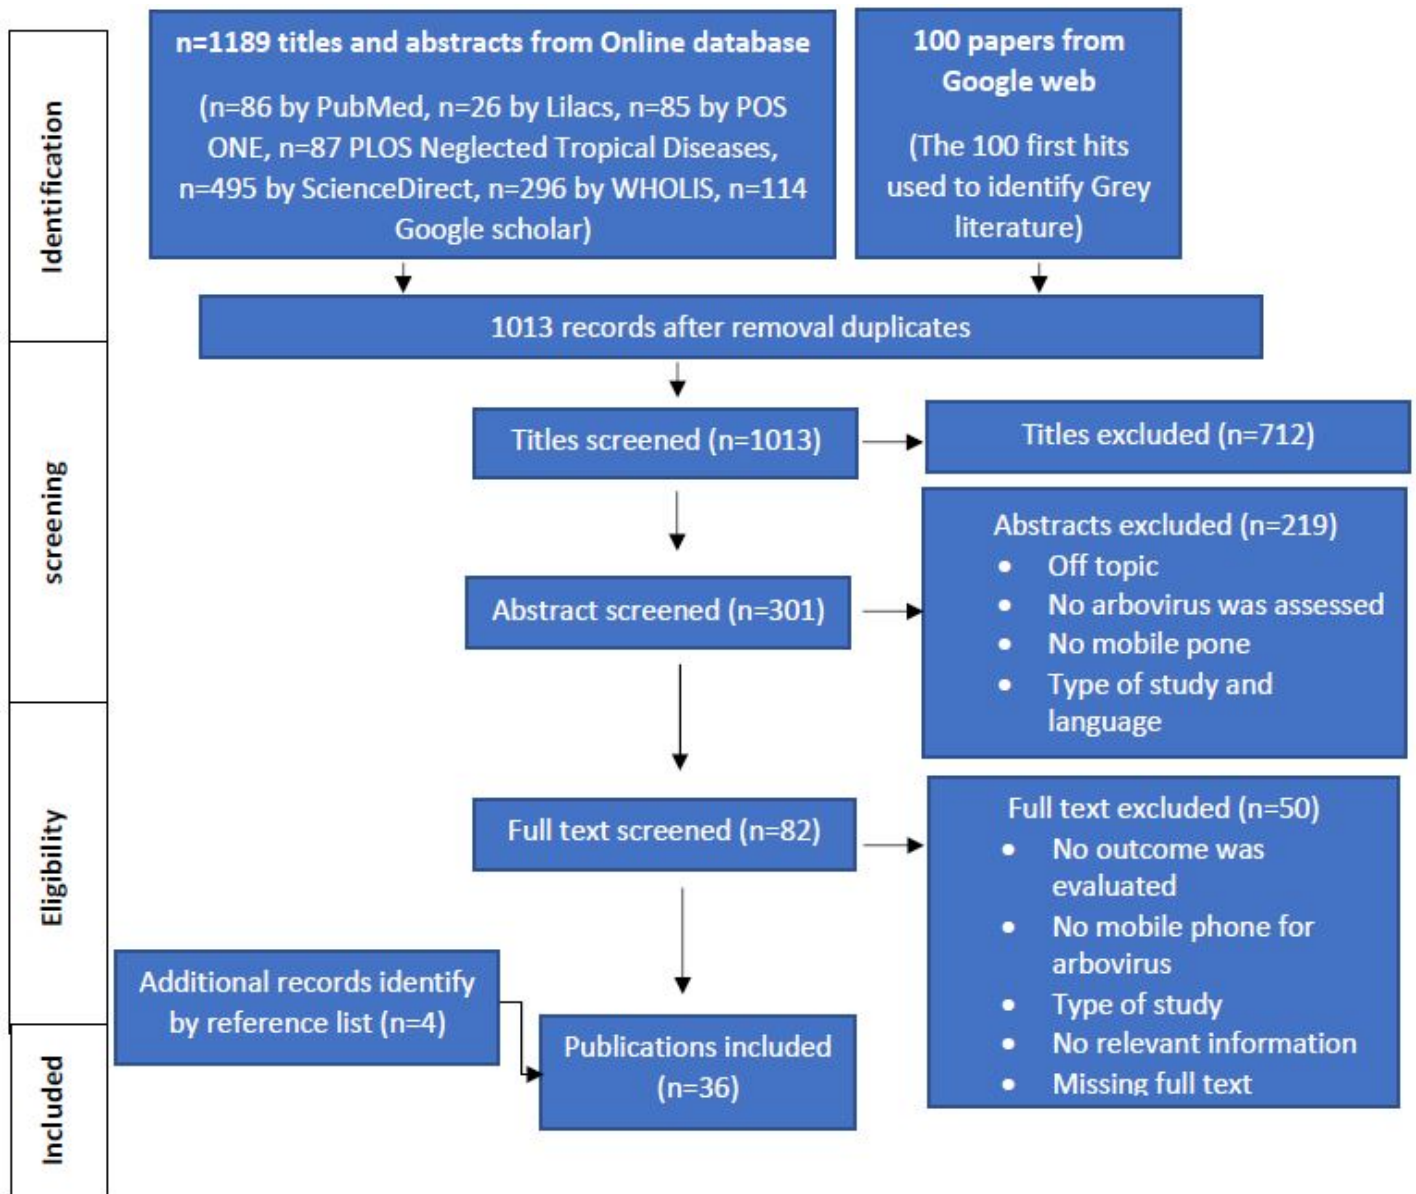 Identification
n=1189 titles and abstracts from Online database
(n=86 by PubMed, n=26 by Lilacs, n=85 by POS
ONE, n=87 PLOS Neglected Tropical Diseases,
n=495 by ScienceDirect, n=296 by WHOLIS, n=114
Google scholar)
100 papers from
Google web
(The 100 first hits
used to identify Grey
literature)
1013 records after removal duplicates
screening
Titles screened (n=1013)
Titles excluded (n=712)
Abstract screened (n=301)
Abstracts excluded (n=219)
• Off topic
• No arbovirus was assessed
• No mobile pone
• Type of study and
language
Eligibility
Full text screened (n=82)
Full text excluded (n=50)
• No outcome was
evaluated
• No mobile phone for
arbovirus
• Type of study
• No relevant information
• Missing full text
Additional records identify
by reference list (n=4)
Included
Publications included
(n=36)